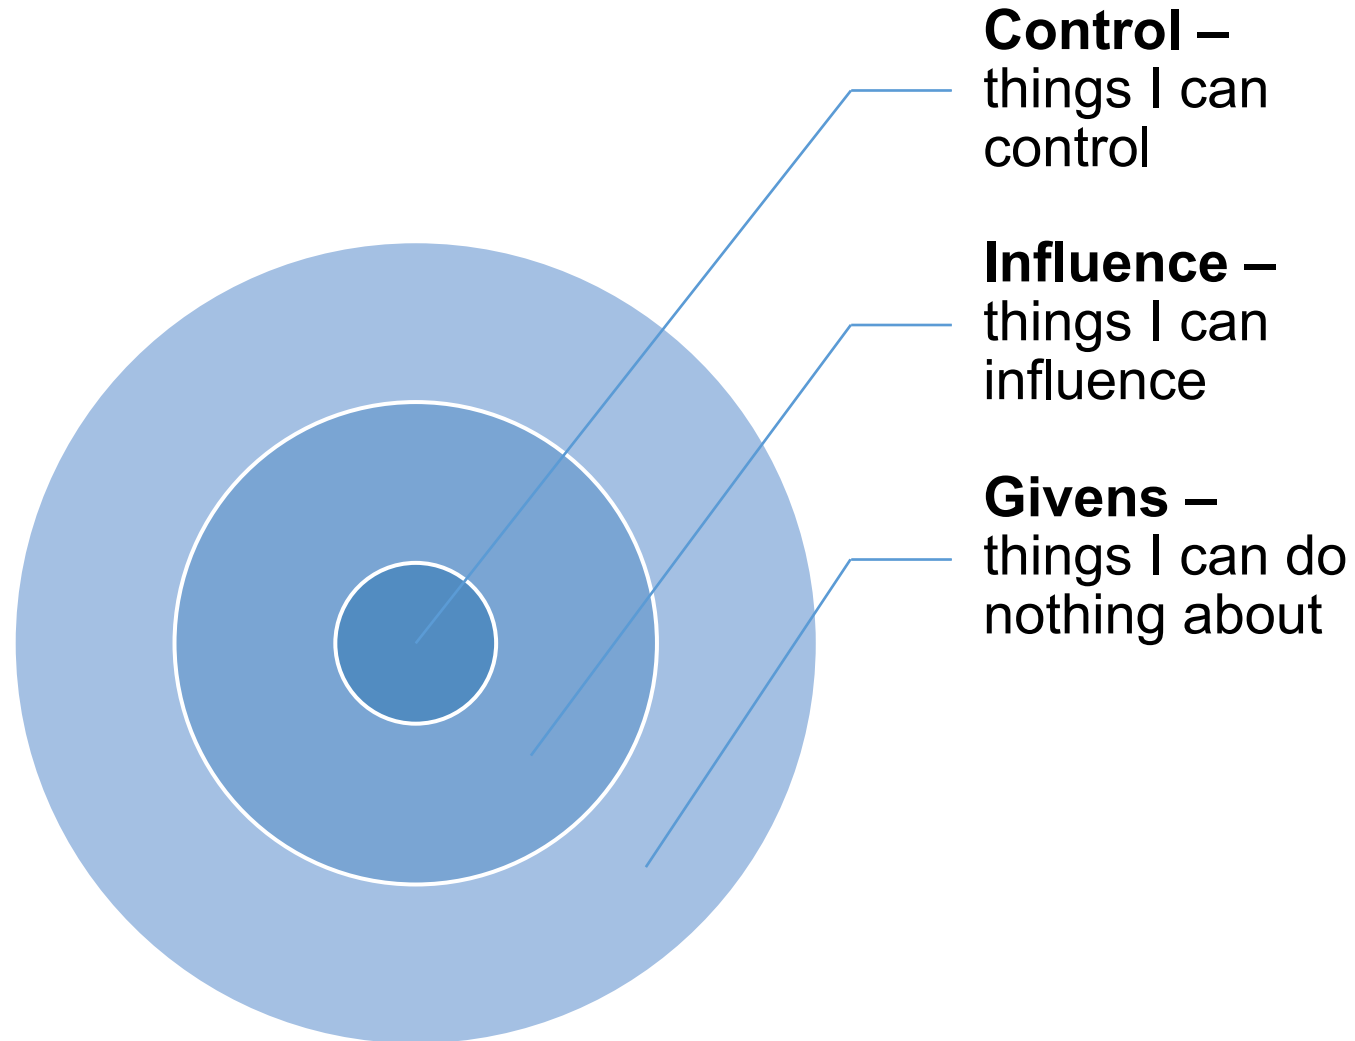 Control –
things I can
control
Influence –
things I can
influence
Givens –
things I can do
nothing about